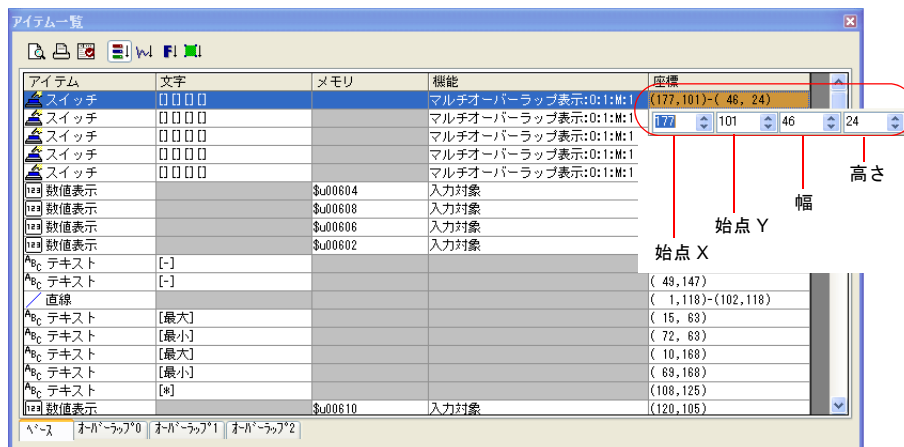 アイテム一覧
アイテム 文字 メモリ 機能 座標
スイッチ [][][][] マルチオーバーラップ表示:0:1:M:1 (177,101)-( 46, 24)
スイッチ [][][][] マルチオーバーラップ表示:0:1:M:1 177 101 46 24
スイッチ [][][][] マルチオーバーラップ表示:0:1:M:1
スイッチ [][][][] マルチオーバーラップ表示:0:1:M:1
スイッチ [][][][] マルチオーバーラップ表示:0:1:M:1
高さ
幅
始点 Y
始点 X
数値表示 $u00604 入力対象
数値表示 $u00608 入力対象
数値表示 $u00606 入力対象
数値表示 $u00602 入力対象
テキスト [-]
テキスト [-] ( 49,147)
直線 ( 1,118)-(102,118)
テキスト [最大] ( 15, 63)
テキスト [最小] ( 72, 63)
テキスト [最大] ( 10,168)
テキスト [最小] ( 69,168)
テキスト [*] (108,125)
数値表示 $u00610 入力対象 (120,105)
ベース オーバーラップ0 オーバーラップ1 オーバーラップ2